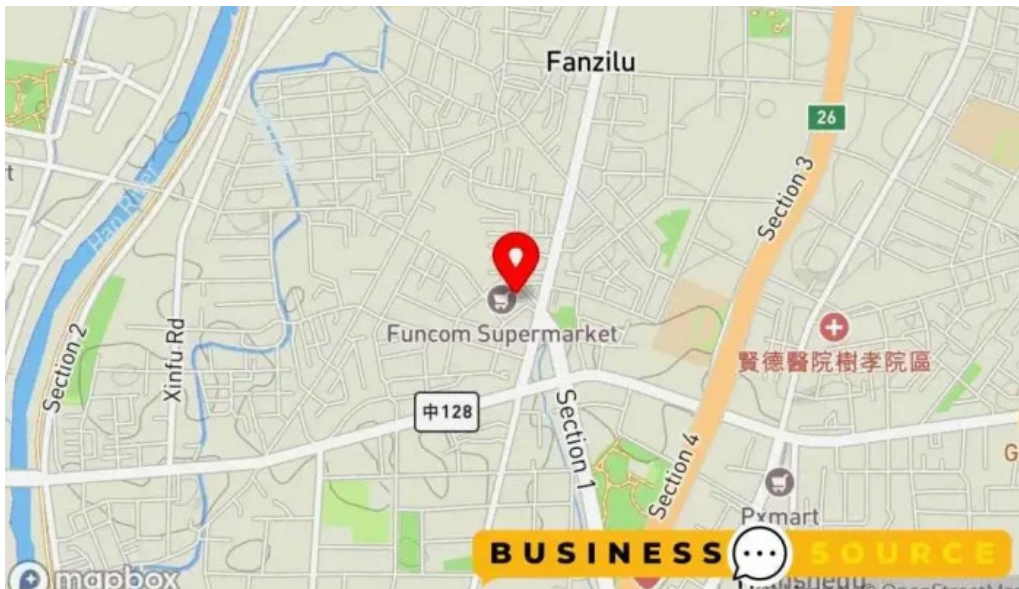 Fanzilu
26
Section 3
Han River
Funcom Supermarket
賢德醫院樹孝院區
Section 2
Xinfu Rd
中128
Section 1
Section 4
Pxmart
BUSINESS SOURCE
mapbox